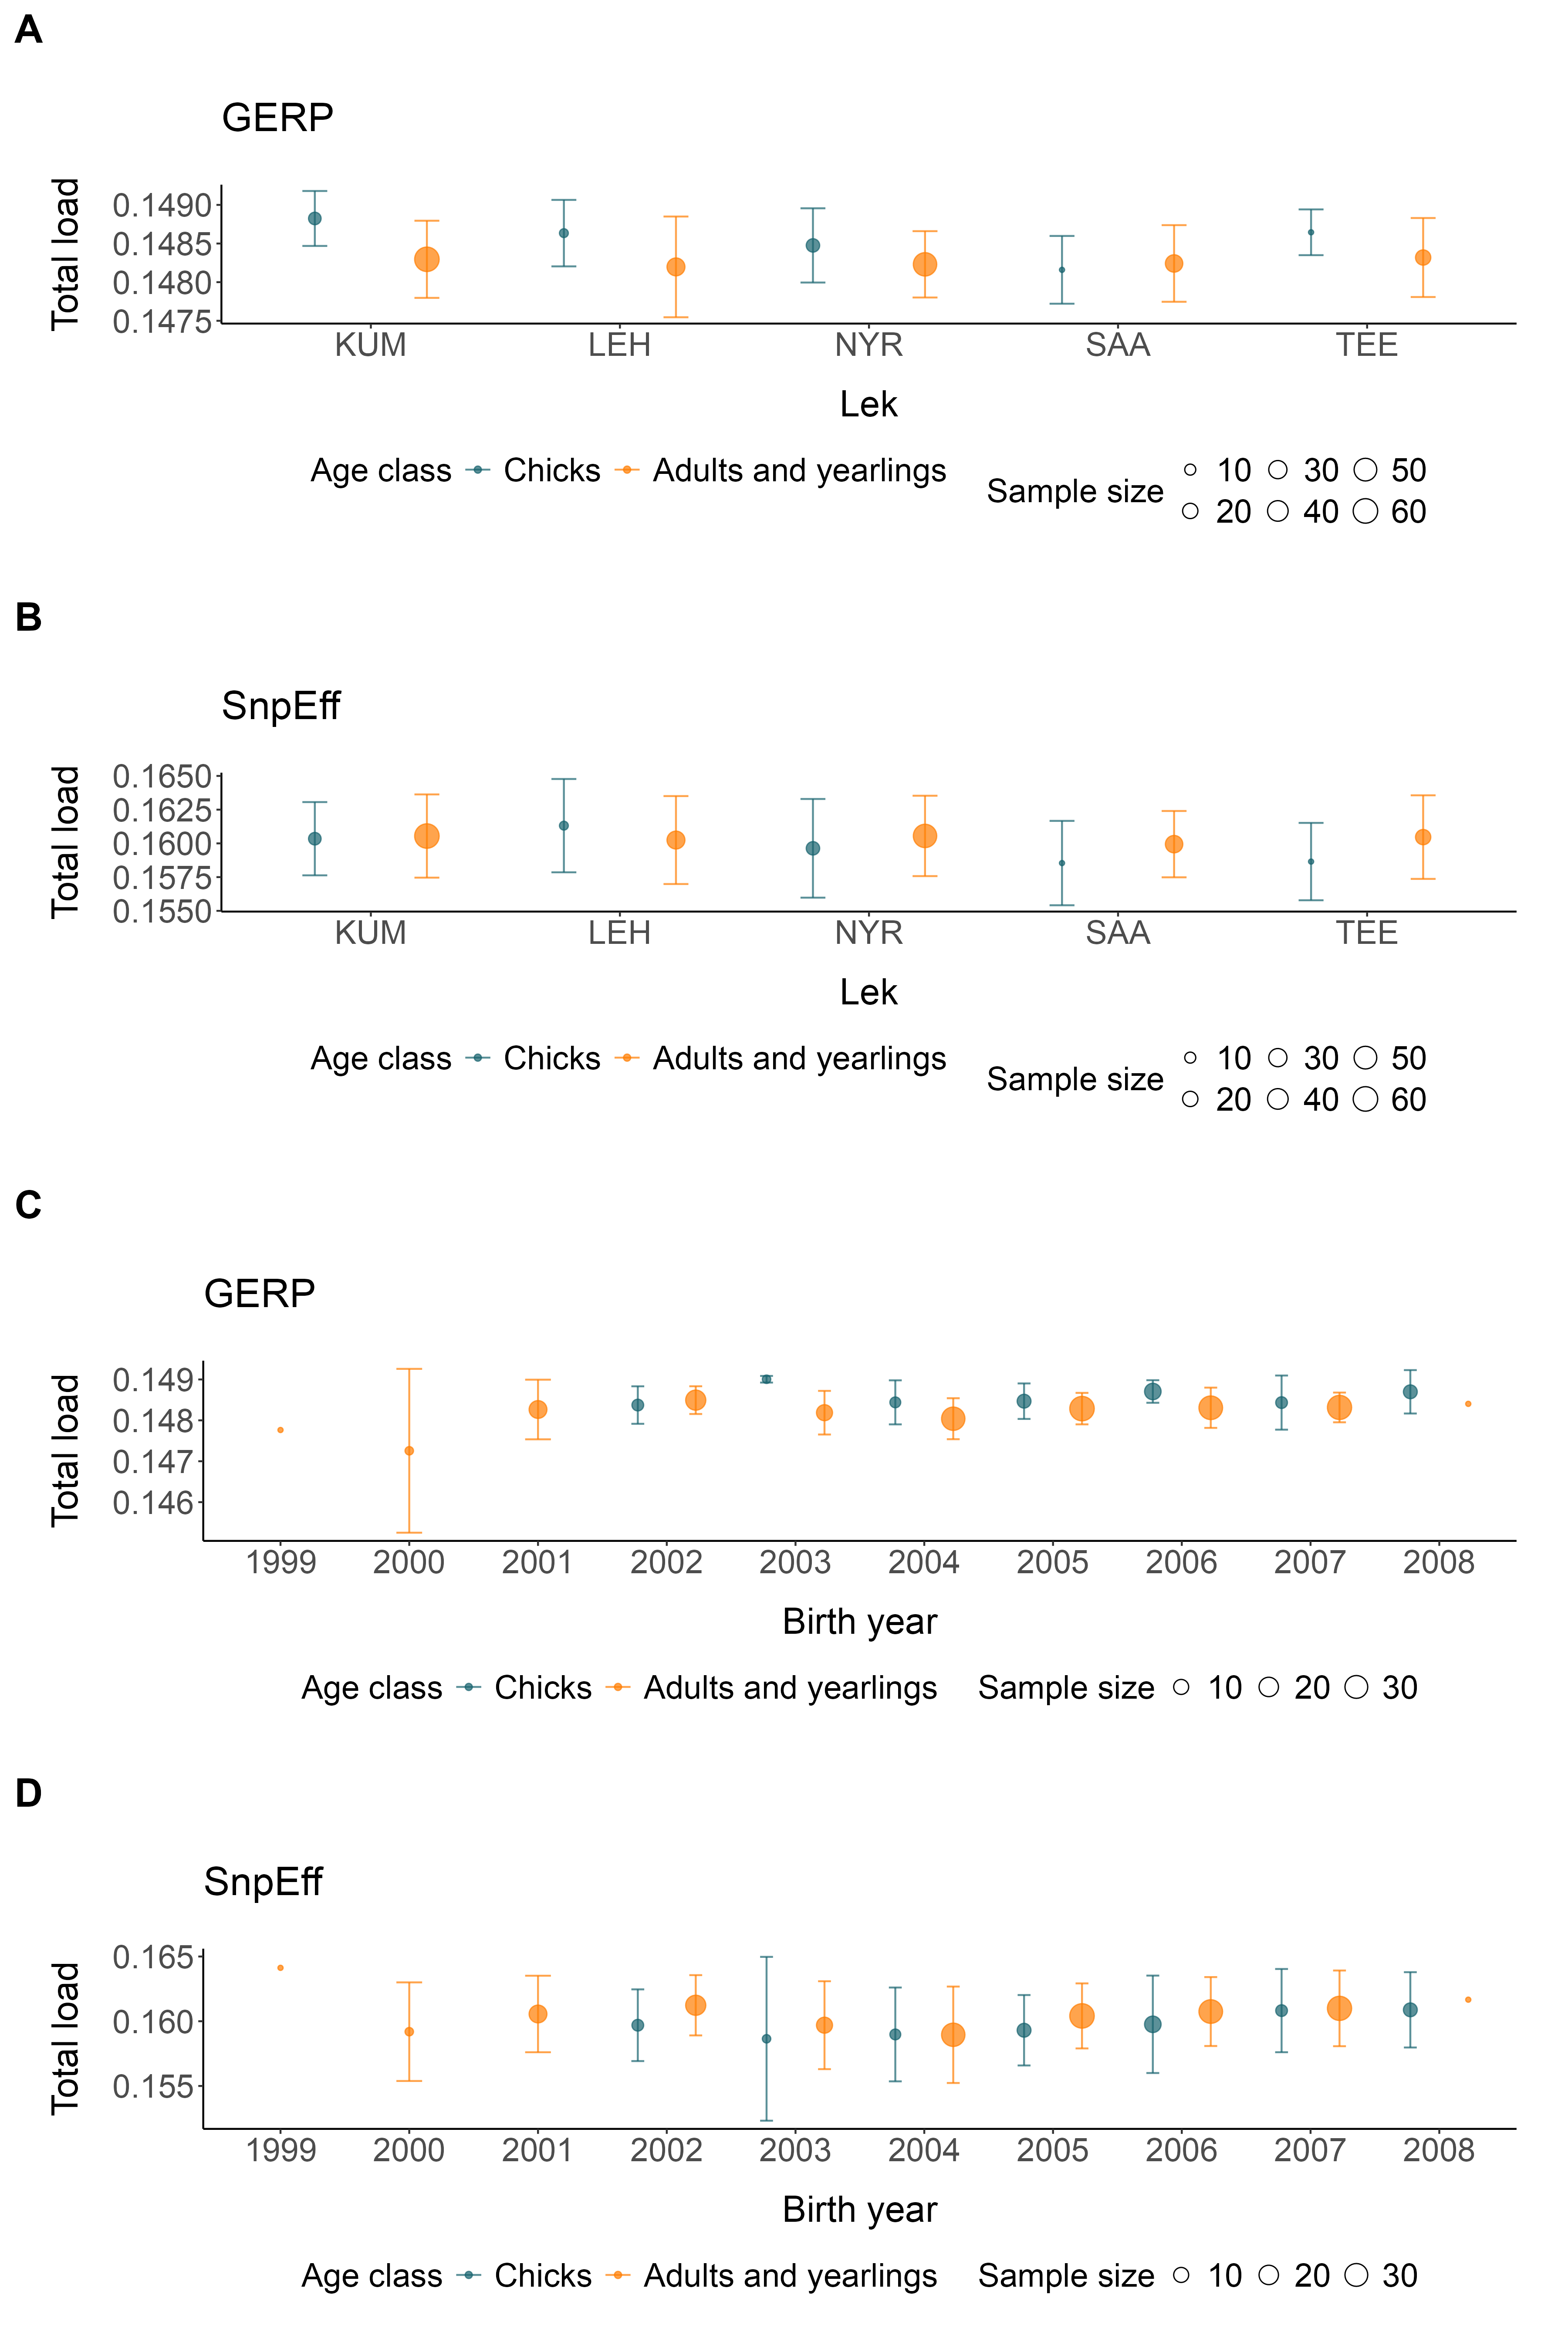 A
GERP
Total load
0.1490
0.1485
0.1480
0.1475
KUM LEH NYR SAA TEE
Lek
Age class Chicks Adults and yearlings Sample size 10 30 50
20 40 60
B
SnpEff
Total load
0.1650
0.1625
0.1600
0.1575
0.1550
KUM LEH NYR SAA TEE
Lek
Age class Chicks Adults and yearlings Sample size 10 30 50
20 40 60
C
GERP
Total load
0.149
0.148
0.147
0.146
1999 2000 2001 2002 2003 2004 2005 2006 2007 2008
Birth year
Age class Chicks Adults and yearlings Sample size 10 20 30
D
SnpEff
Total load
0.165
0.160
0.155
1999 2000 2001 2002 2003 2004 2005 2006 2007 2008
Birth year
Age class Chicks Adults and yearlings Sample size 10 20 30